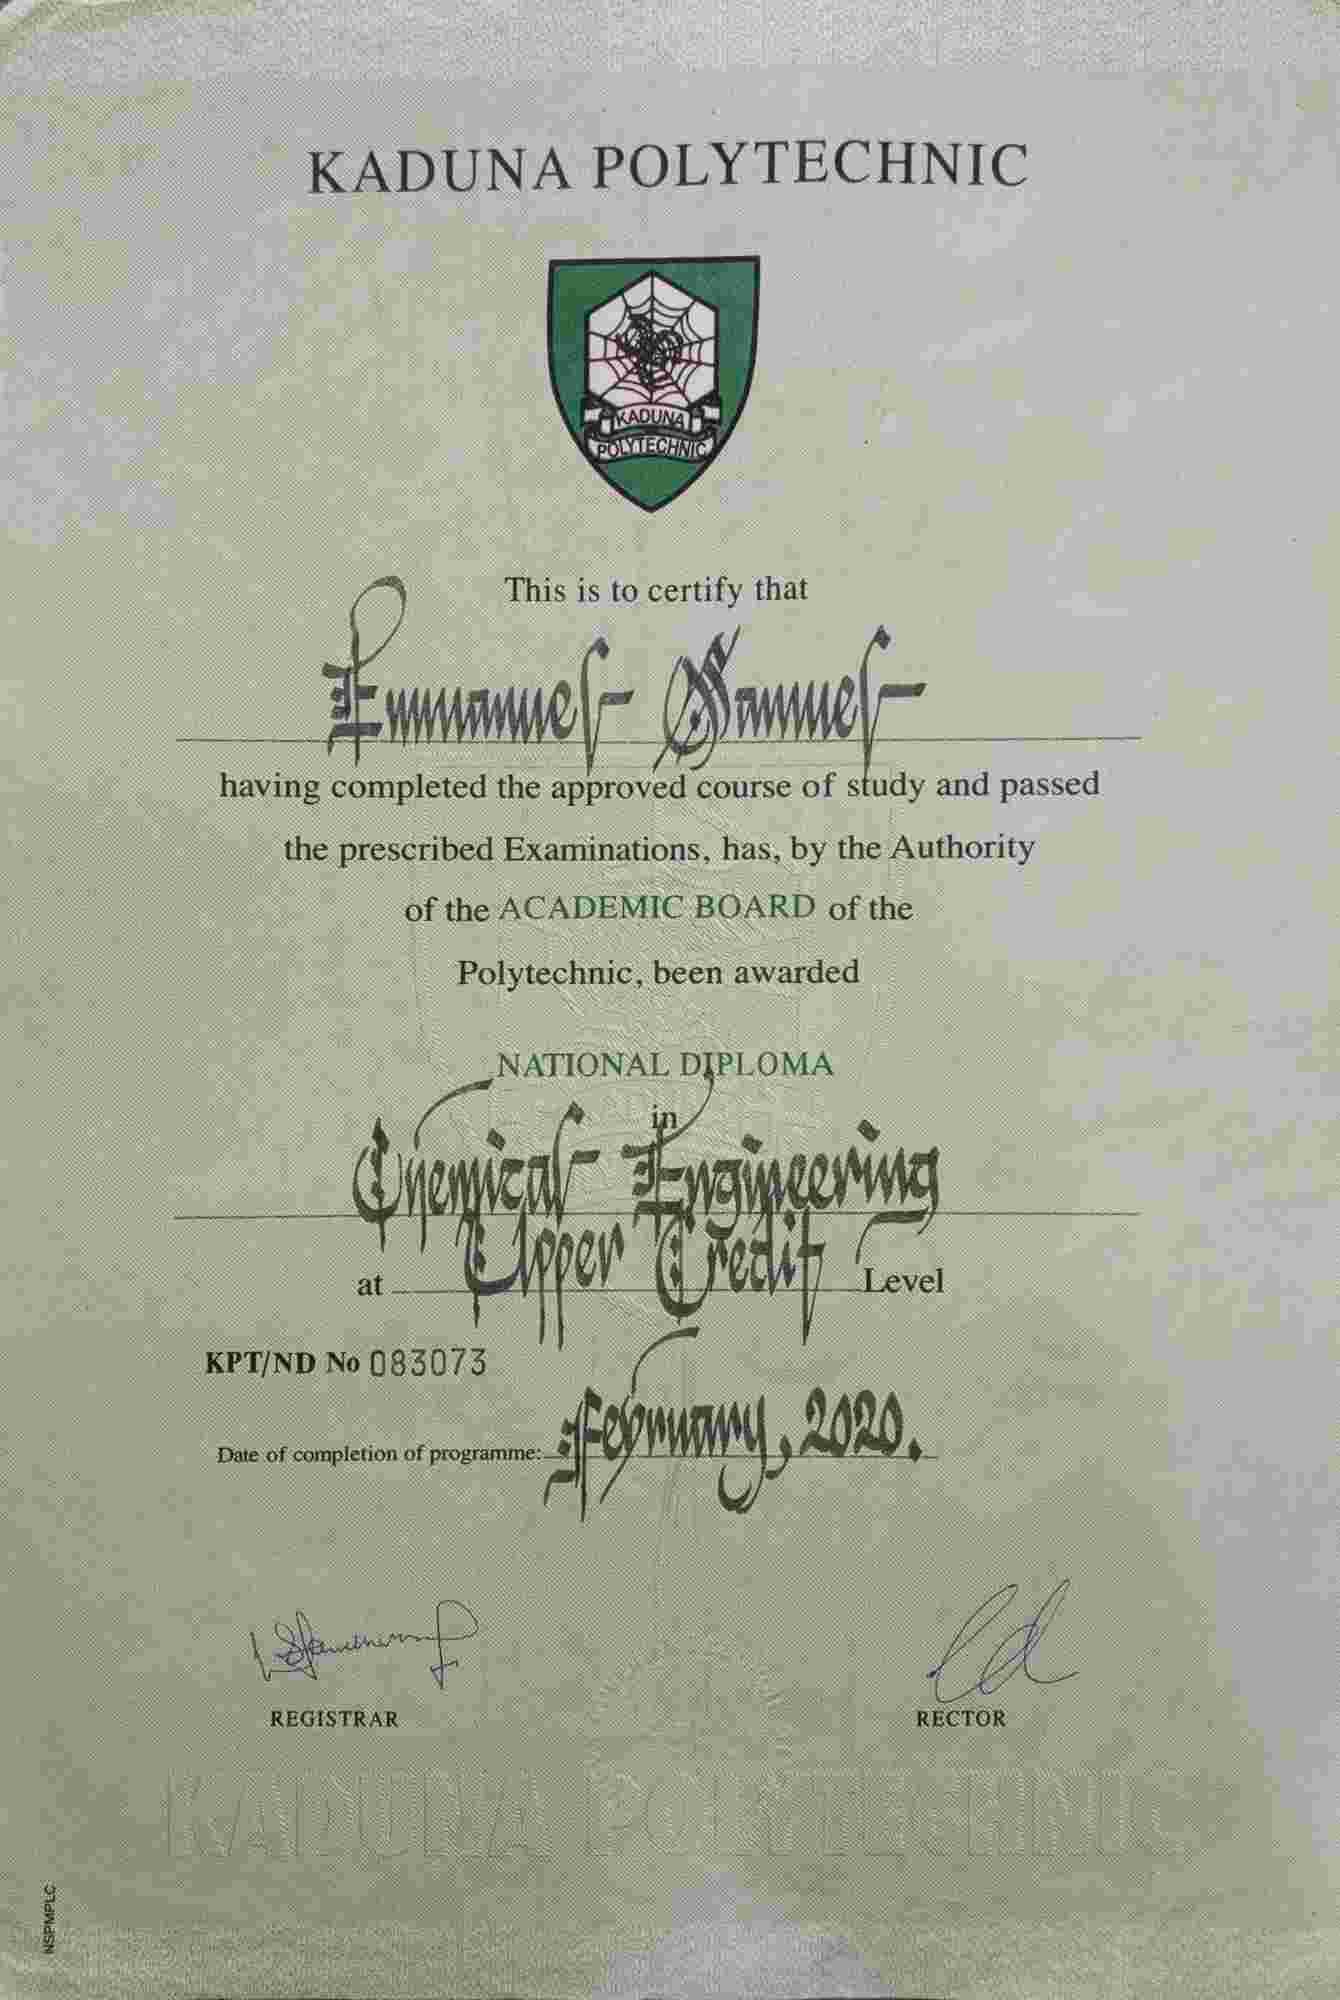 KADUNA POLYTECHNIC
KADUNA
POLYTECHNIC
This is to certify that
Emmanuel Samuel
having completed the approved course of study and passed
the prescribed Examinations, has, by the Authority
of the ACADEMIC BOARD of the
Polytechnic, been awarded
NATIONAL DIPLOMA
in
Chemical Engineering
at Upper Credit Level
KPT/ND No 083073
Date of completion of programme: February, 2020.
REGISTRAR RECTOR
KADUNA POLYTECHNIC
NSPMPLC